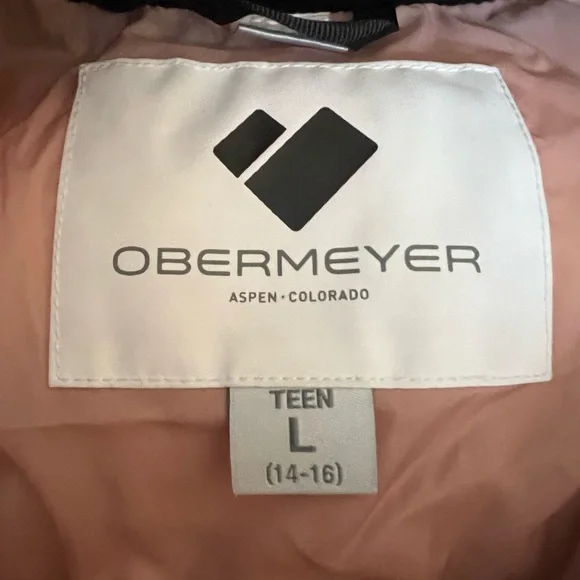 OBERMEYER
ASPEN · COLORADO
TEEN
L
(14-16)